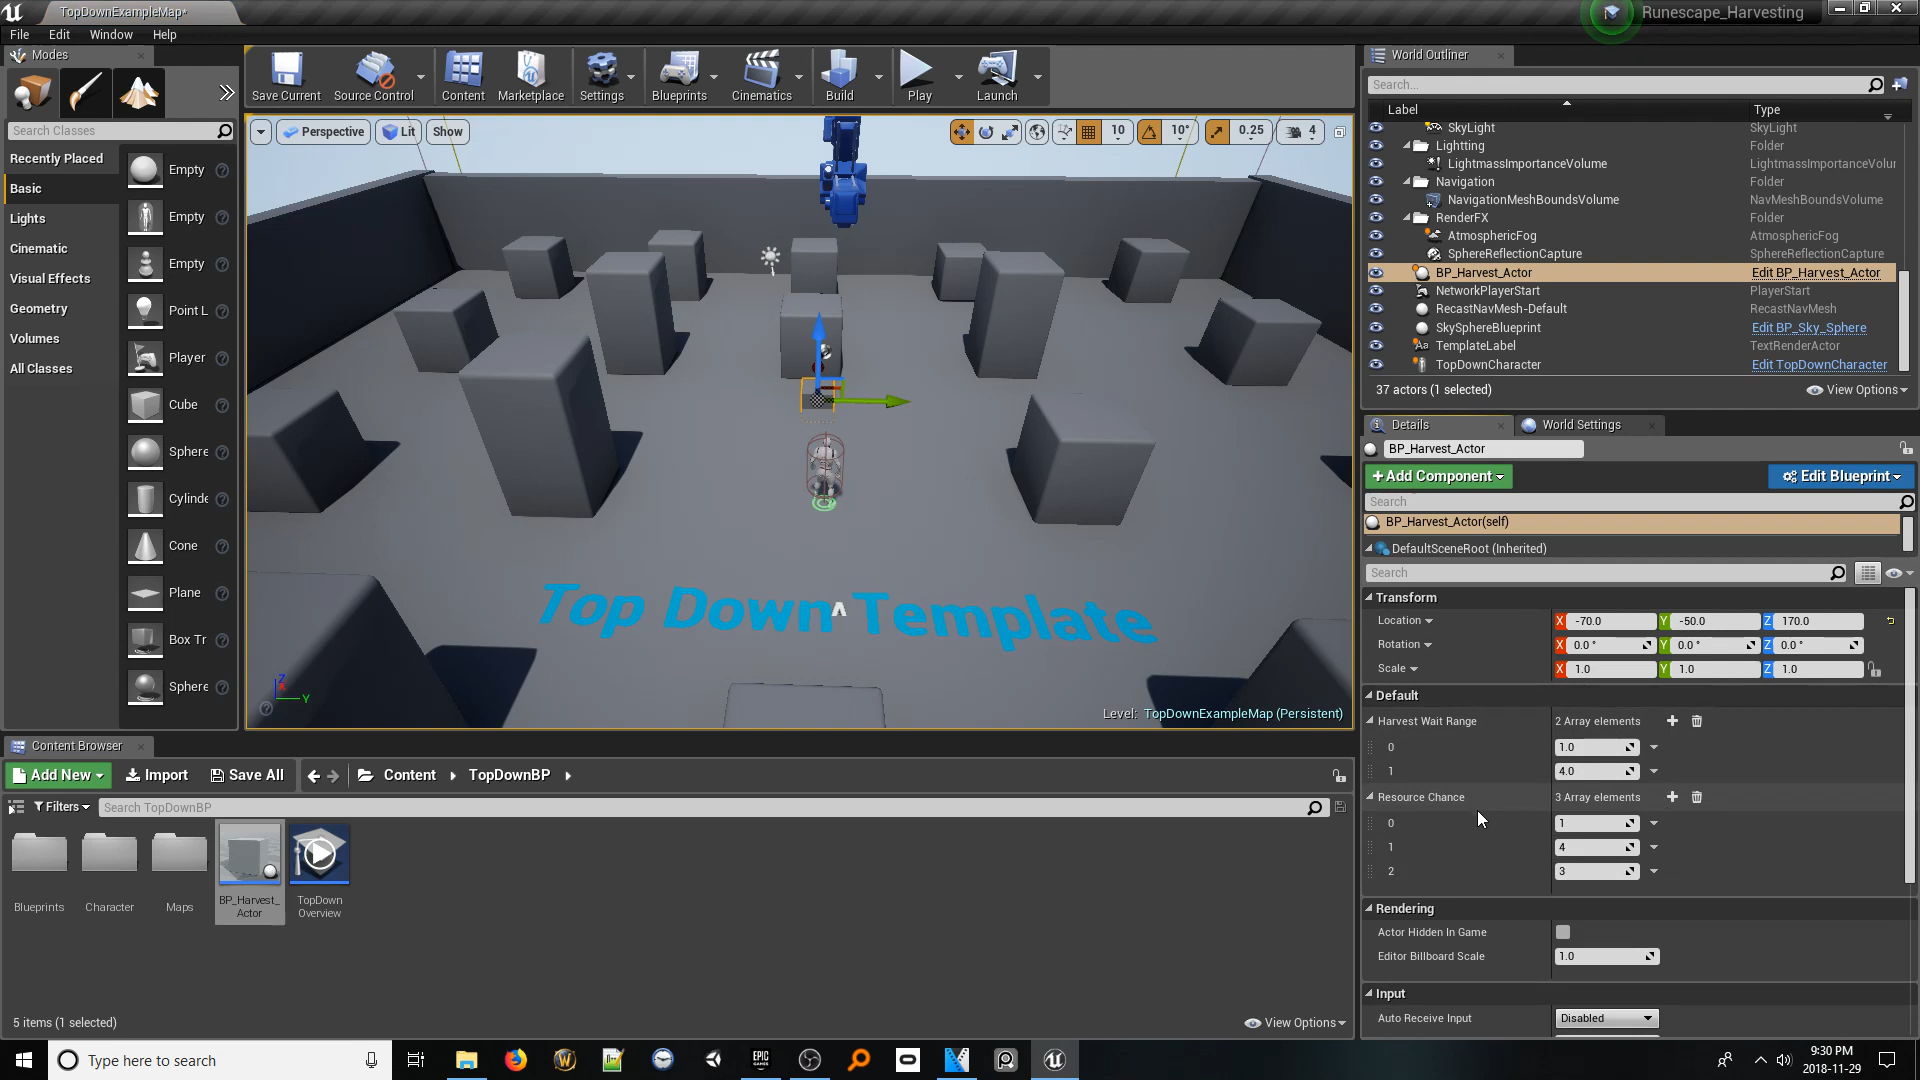 TopDownExampleMap*
Runescape_Harvesting
File Edit Window Help
Modes
Save Current
Source Control
Content
Marketplace
Settings
Blueprints
Cinematics
Build
Play
Launch
Search Classes
Recently Placed
Basic
Lights
Cinematic
Visual Effects
Geometry
Volumes
All Classes
Empty
Empty
Empty
Point L
Player
Cube
Sphere
Cylinde
Cone
Plane
Box Tr
Sphere
Perspective
Lit
Show
10
10°
0.25
4
Top Down Template
Z
X
Y
Level: TopDownExampleMap (Persistent)
World Outliner
Search...
Label Type
SkyLight SkyLight
Lightting Folder
LightmassImportanceVolume LightmassImportanceVolur
Navigation Folder
NavigationMeshBoundsVolume NavMeshBoundsVolume
RenderFX Folder
AtmosphericFog AtmosphericFog
SphereReflectionCapture SphereReflectionCapture
BP_Harvest_Actor Edit BP_Harvest_Actor
NetworkPlayerStart PlayerStart
RecastNavMesh-Default RecastNavMesh
SkySphereBlueprint Edit BP_Sky_Sphere
TemplateLabel TextRenderActor
TopDownCharacter Edit TopDownCharacter
37 actors (1 selected)
View Options
Details
World Settings
BP_Harvest_Actor
+Add Component
Edit Blueprint
Search
BP_Harvest_Actor(self)
DefaultSceneRoot (Inherited)
Search
Transform
Location X -70.0 Y -50.0 Z 170.0
Rotation X 0.0 ° Y 0.0 ° Z 0.0 °
Scale X 1.0 Y 1.0 Z 1.0
Default
Harvest Wait Range 2 Array elements
0 1.0
1 4.0
Resource Chance 3 Array elements
0 1
1 4
2 3
Rendering
Actor Hidden In Game
Editor Billboard Scale 1.0
Input
Auto Receive Input Disabled
Content Browser
Add New
Import
Save All
Content
TopDownBP
Filters
Search TopDownBP
Blueprints
Character
Maps
BP_Harvest_
Actor
TopDown
Overview
5 items (1 selected)
View Options
Type here to search
EPIC
GAMES
9:30 PM
2018-11-29